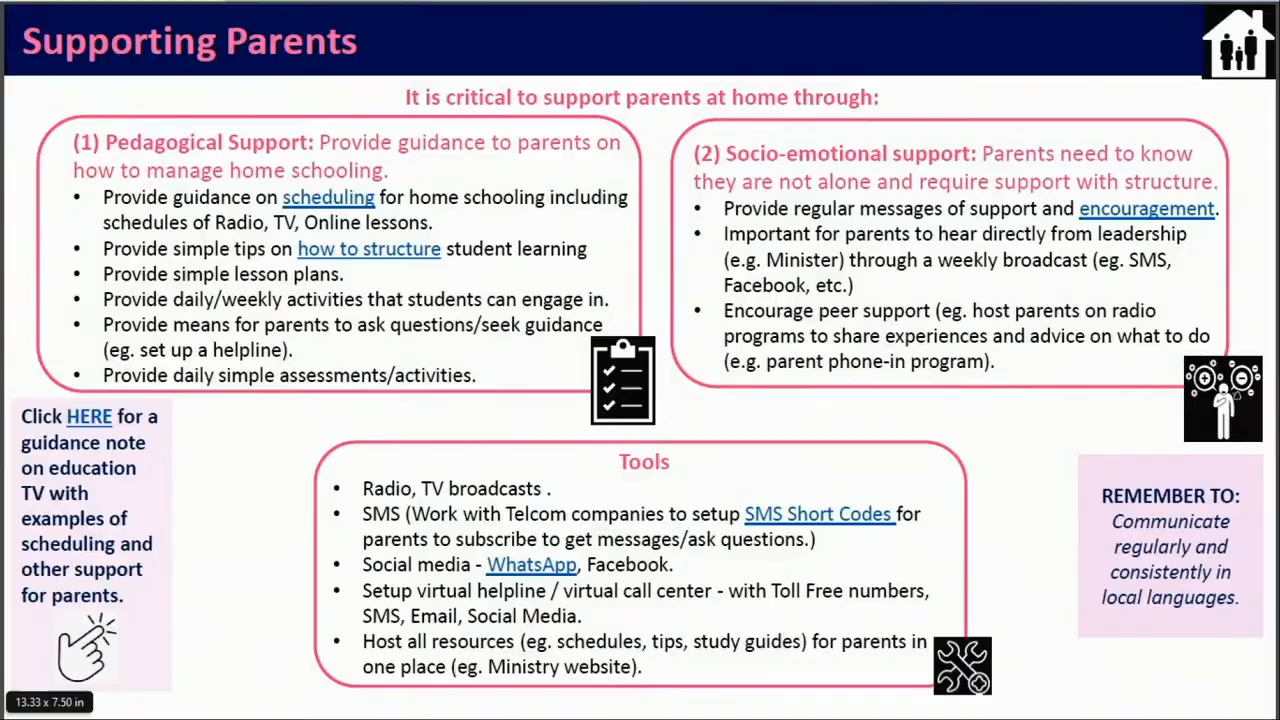 Supporting Parents
It is critical to support parents at home through:
(1) Pedagogical Support: Provide guidance to parents on
how to manage home schooling.
• Provide guidance on scheduling for home schooling including
schedules of Radio, TV, Online lessons.
• Provide simple tips on how to structure student learning
• Provide simple lesson plans.
• Provide daily/weekly activities that students can engage in.
• Provide means for parents to ask questions/seek guidance
(eg. set up a helpline).
• Provide daily simple assessments/activities.
(2) Socio-emotional support: Parents need to know
they are not alone and require support with structure.
• Provide regular messages of support and encouragement.
• Important for parents to hear directly from leadership
(e.g. Minister) through a weekly broadcast (eg. SMS,
Facebook, etc.)
• Encourage peer support (eg. host parents on radio
programs to share experiences and advice on what to do
(e.g. parent phone-in program).
Click HERE for a
guidance note
on education
TV with
examples of
scheduling and
other support
for parents.
Tools
• Radio, TV broadcasts .
• SMS (Work with Telcom companies to setup SMS Short Codes for
parents to subscribe to get messages/ask questions.)
• Social media - WhatsApp, Facebook.
• Setup virtual helpline / virtual call center - with Toll Free numbers,
SMS, Email, Social Media.
• Host all resources (eg. schedules, tips, study guides) for parents in
one place (eg. Ministry website).
REMEMBER TO:
Communicate
regularly and
consistently in
local languages.
13.33 x 7.50 in